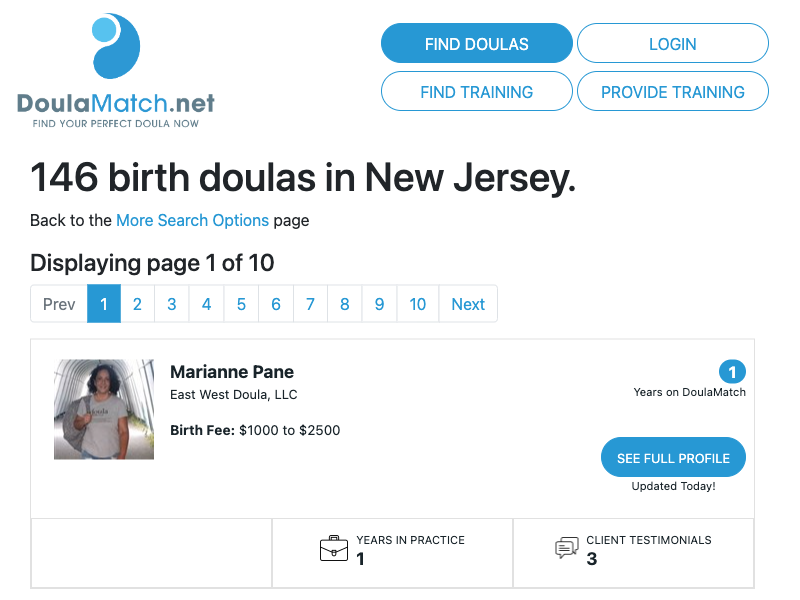 FIND DOULAS
LOGIN
FIND TRAINING
PROVIDE TRAINING
DoulaMatch.net
FIND YOUR PERFECT DOULA NOW
146 birth doulas in New Jersey.
Back to the More Search Options page
Displaying page 1 of 10
Prev 1 2 3 4 5 6 7 8 9 10 Next
Marianne Pane
East West Doula, LLC
Birth Fee: $1000 to $2500
1
Years on DoulaMatch
SEE FULL PROFILE
Updated Today!
YEARS IN PRACTICE
1
CLIENT TESTIMONIALS
3